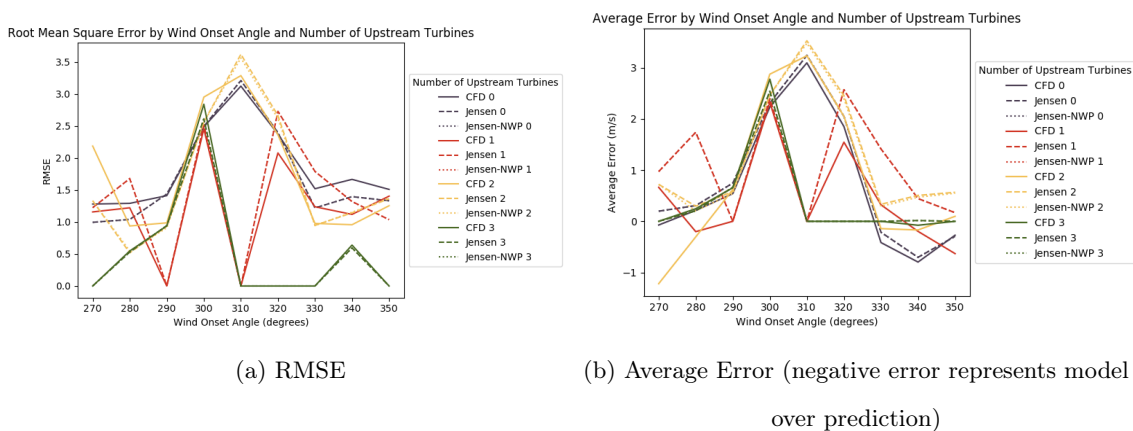 Root Mean Square Error by Wind Onset Angle and Number of Upstream Turbines
3.5
3.0
2.5
2.0
1.5
1.0
0.5
0.0
RMSE
270 280 290 300 310 320 330 340 350
Wind Onset Angle (degrees)
Number of Upstream Turbines
CFD 0
Jensen 0
Jensen-NWP 0
CFD 1
Jensen 1
Jensen-NWP 1
CFD 2
Jensen 2
Jensen-NWP 2
CFD 3
Jensen 3
Jensen-NWP 3
(a) RMSE
Average Error by Wind Onset Angle and Number of Upstream Turbines
3
2
1
0
−1
Average Error (m/s)
270 280 290 300 310 320 330 340 350
Wind Onset Angle (degrees)
Number of Upstream Turbines
CFD 0
Jensen 0
Jensen-NWP 0
CFD 1
Jensen 1
Jensen-NWP 1
CFD 2
Jensen 2
Jensen-NWP 2
CFD 3
Jensen 3
Jensen-NWP 3
(b) Average Error (negative error represents model
over prediction)